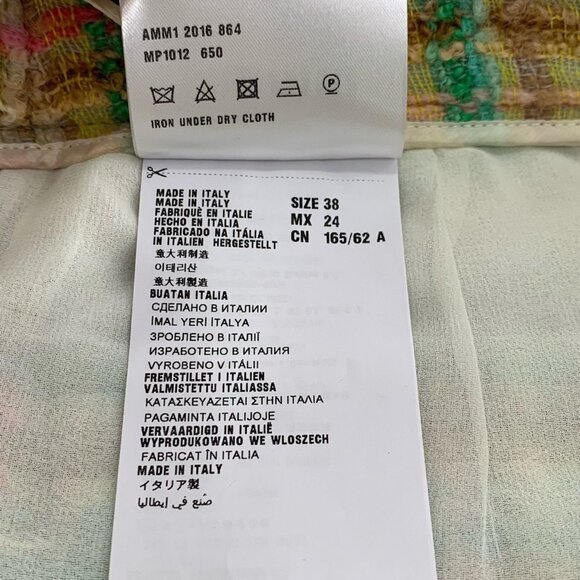 AMM1 2016 864
MP1012 650
P
IRON UNDER DRY CLOTH
MADE IN ITALY
MADE IN ITALY
FABRIQUÉ EN ITALIE
HECHO EN ITALIA
FABRICADO NA ITÁLIA
IN ITALIEN HERGESTELLT
意大利制造
이태리산
意大利製造
BUATAN ITALIA
СДЕЛАНО В ИТАЛИИ
İMAL YERİ İTALYA
ЗРОБЛЕНО В ІТАЛІЇ
ИЗРАБОТЕНО В ИТАЛИЯ
VYROBENO V ITÁLII
FREMSTILLET I ITALIEN
VALMISTETTU ITALIASSA
ΚΑΤΑΣΚΕΥΑΖΕΤΑΙ ΣΤΗΝ ΙΤΑΛΙΑ
PAGAMINTA ITALIJOJE
VERVAARDIGD IN ITALIË
WYPRODUKOWANO WE WLOSZECH
FABRICAT ÎN ITALIA
MADE IN ITALY
イタリア製
صُنع في إيطاليا
SIZE 38
MX 24
CN 165/62 A